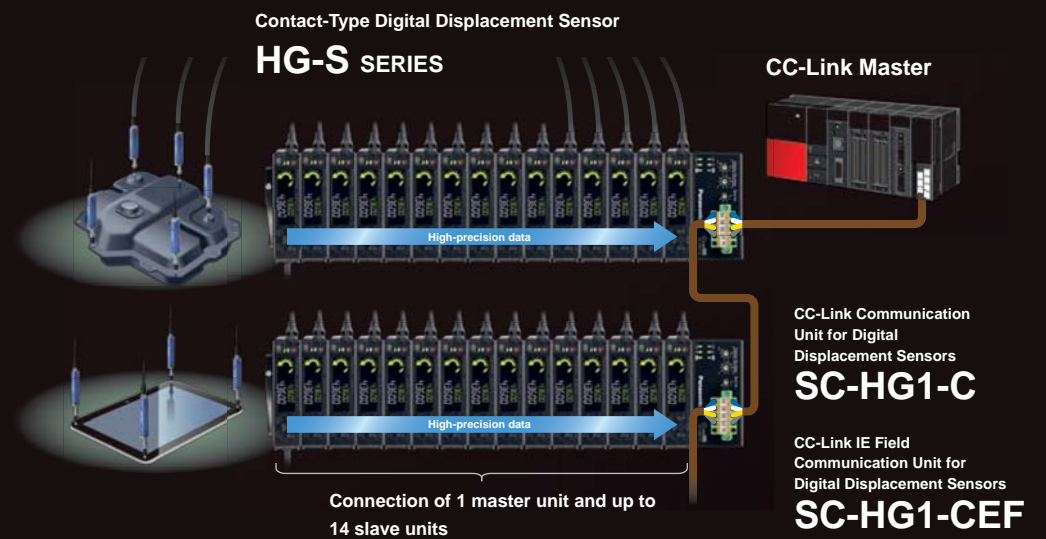 Contact-Type Digital Displacement Sensor
HG-S SERIES
CC-Link Master
High-precision data
High-precision data
CC-Link Communication
Unit for Digital
Displacement Sensors
SC-HG1-C
CC-Link IE Field
Communication Unit for
Digital Displacement Sensors
SC-HG1-CEF
Connection of 1 master unit and up to
14 slave units